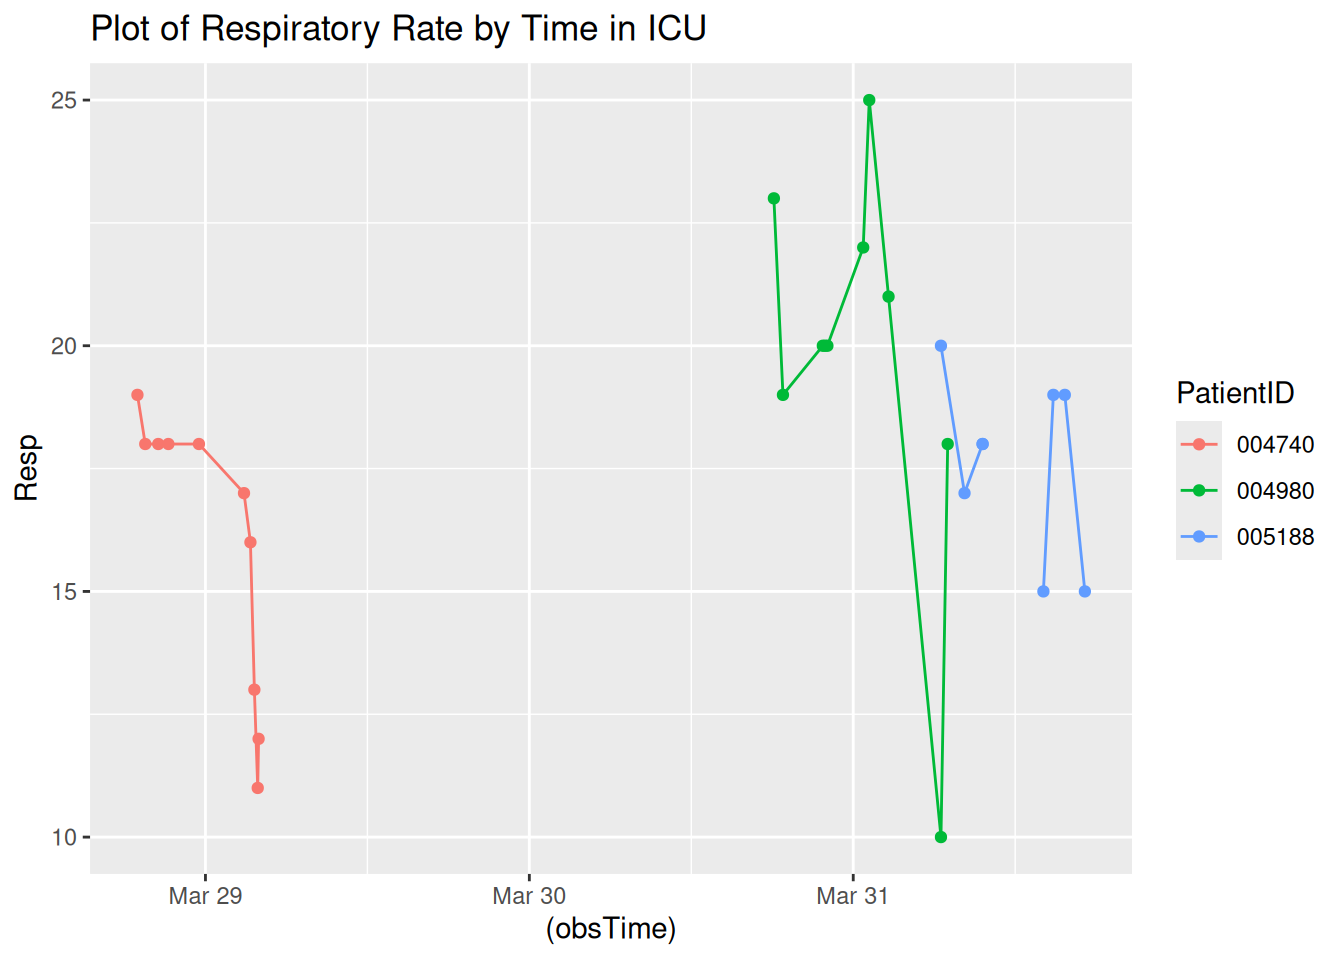 Plot of Respiratory Rate by Time in ICU
25
20
15
10
Resp
Mar 29
Mar 30
Mar 31
(obsTime)
PatientID
004740
004980
005188